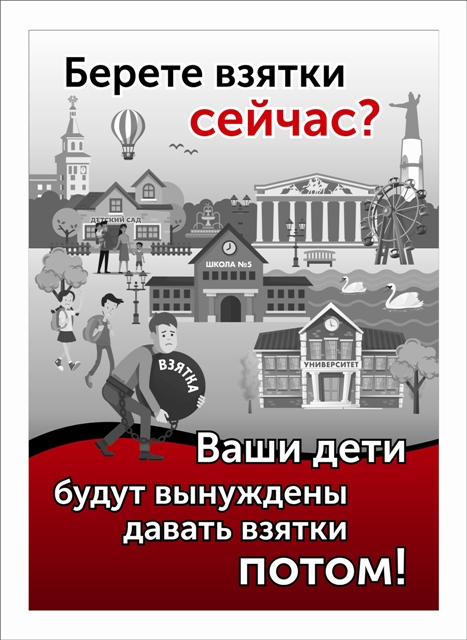 Берете взятки
сейчас?
ДЕТСКИЙ САД
ШКОЛА №5
УНИВЕРСИТЕТ
ВЗЯТКА
Ваши дети
будут вынуждены
давать взятки
потом!